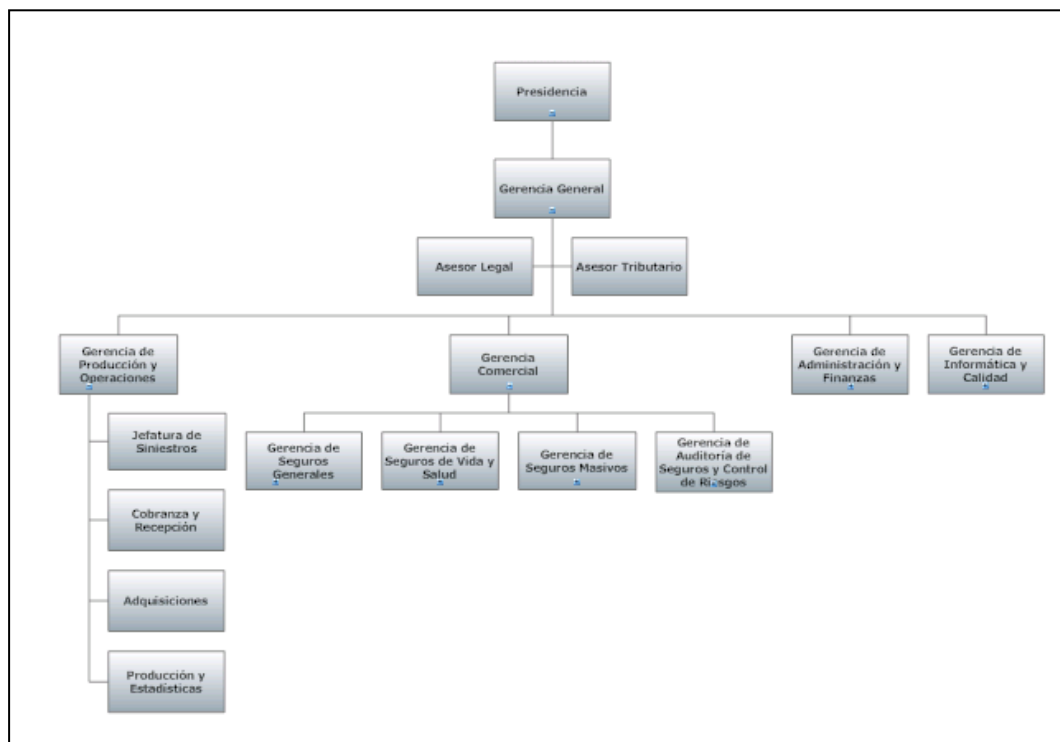 Presidencia
Gerencia General
Asesor Legal
Asesor Tributario
Gerencia de
Producción y
Operaciones
Gerencia
Comercial
Gerencia de
Administración y
Finanzas
Gerencia de
Informática y
Calidad
Jefatura de
Siniestros
Cobranza y
Recepción
Adquisiciones
Producción y
Estadísticas
Gerencia de
Seguros
Generales
Gerencia de
Seguros de Vida y
Salud
Gerencia de
Seguros Masivos
Gerencia de
Auditoría de
Seguros y Control
de Riesgos